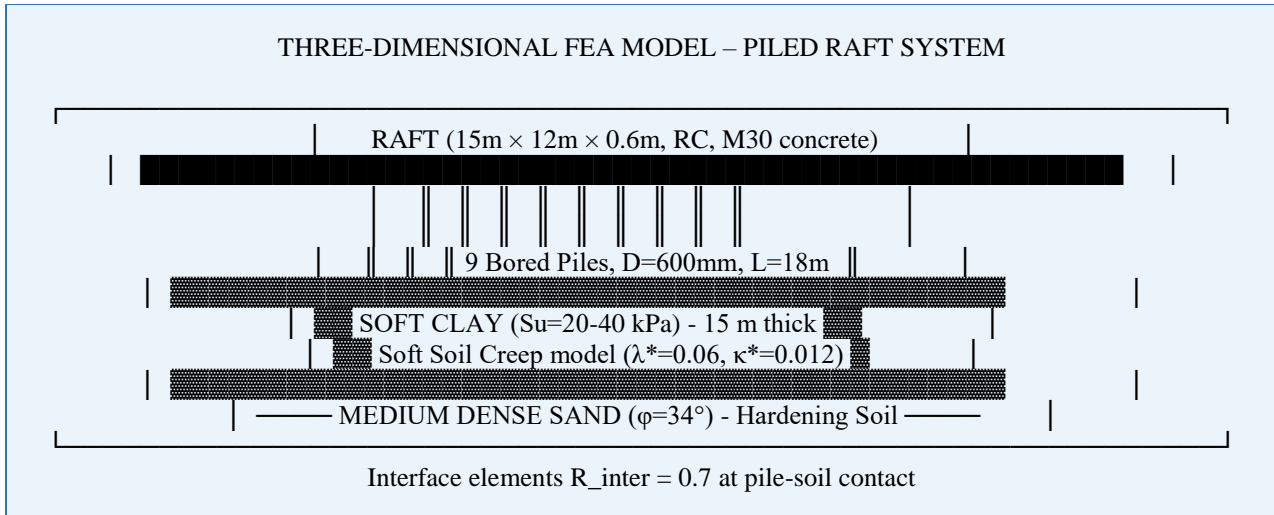 THREE-DIMENSIONAL FEA MODEL – PILED RAFT SYSTEM
RAFT (15m × 12m × 0.6m, RC, M30 concrete)
9 Bored Piles, D=600mm, L=18m
SOFT CLAY (Su=20-40 kPa) - 15 m thick
Soft Soil Creep model (λ*=0.06, κ*=0.012)
MEDIUM DENSE SAND (φ=34°) - Hardening Soil
Interface elements R_inter = 0.7 at pile-soil contact